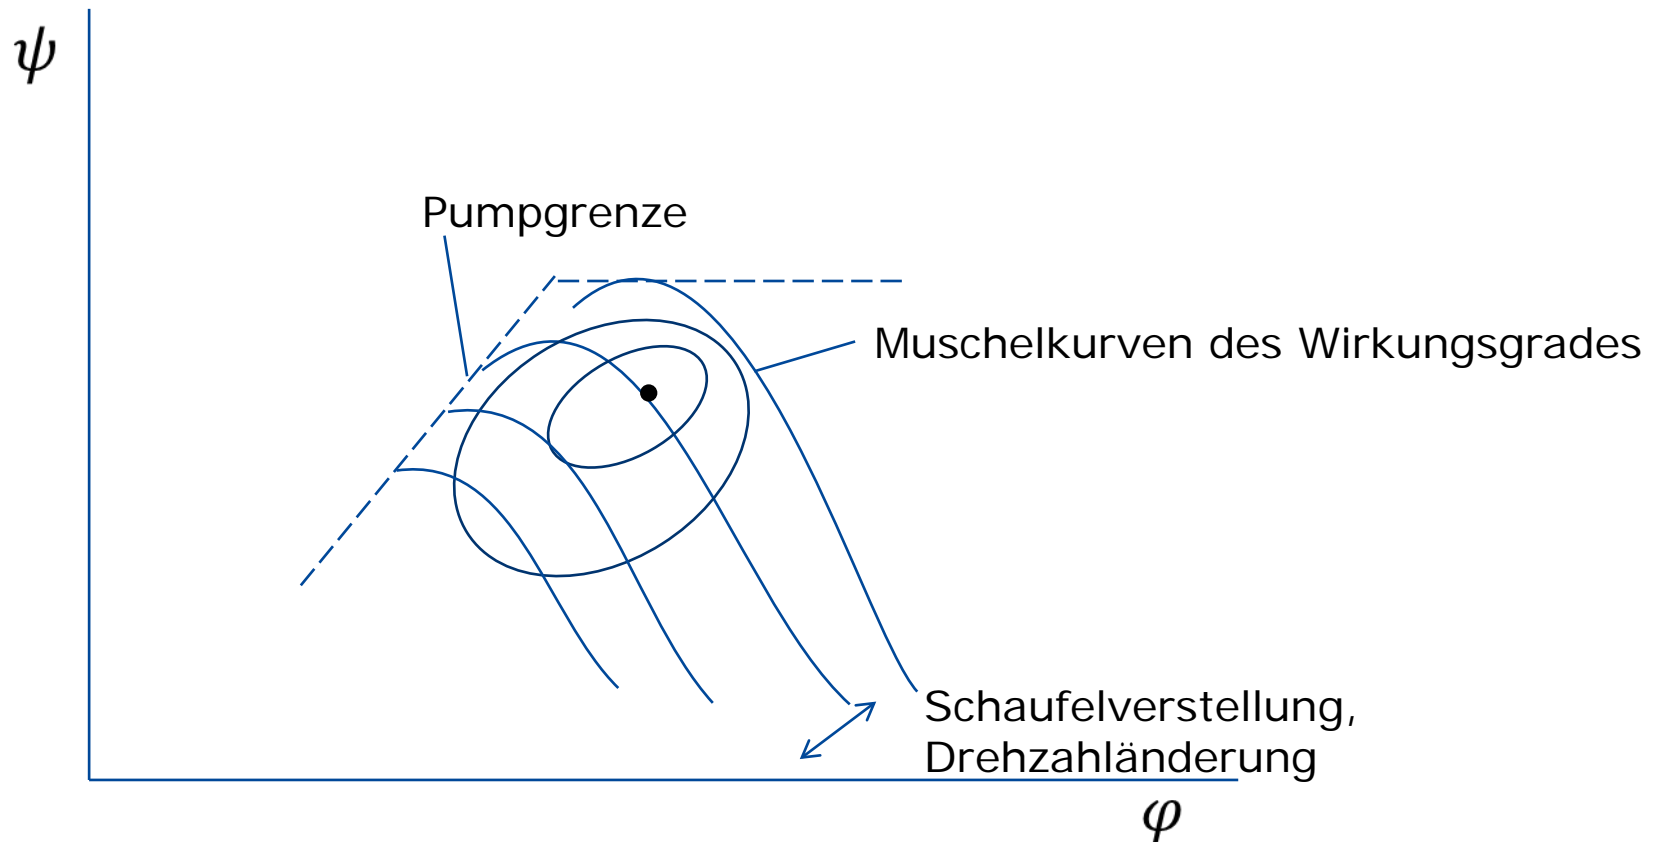 ψ
Pumpgrenze
Muschelkurven des Wirkungsgrades
Schaufelverstellung,
Drehzahländerung
φ